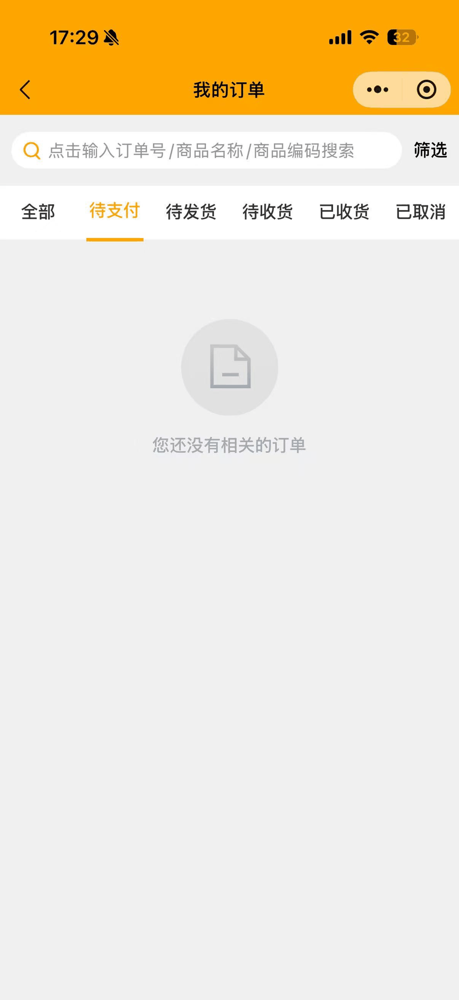 17:29
32
我的订单
点击输入订单号/商品名称/商品编码搜索
筛选
全部 待支付 待发货 待收货 已收货 已取消
您还没有相关的订单